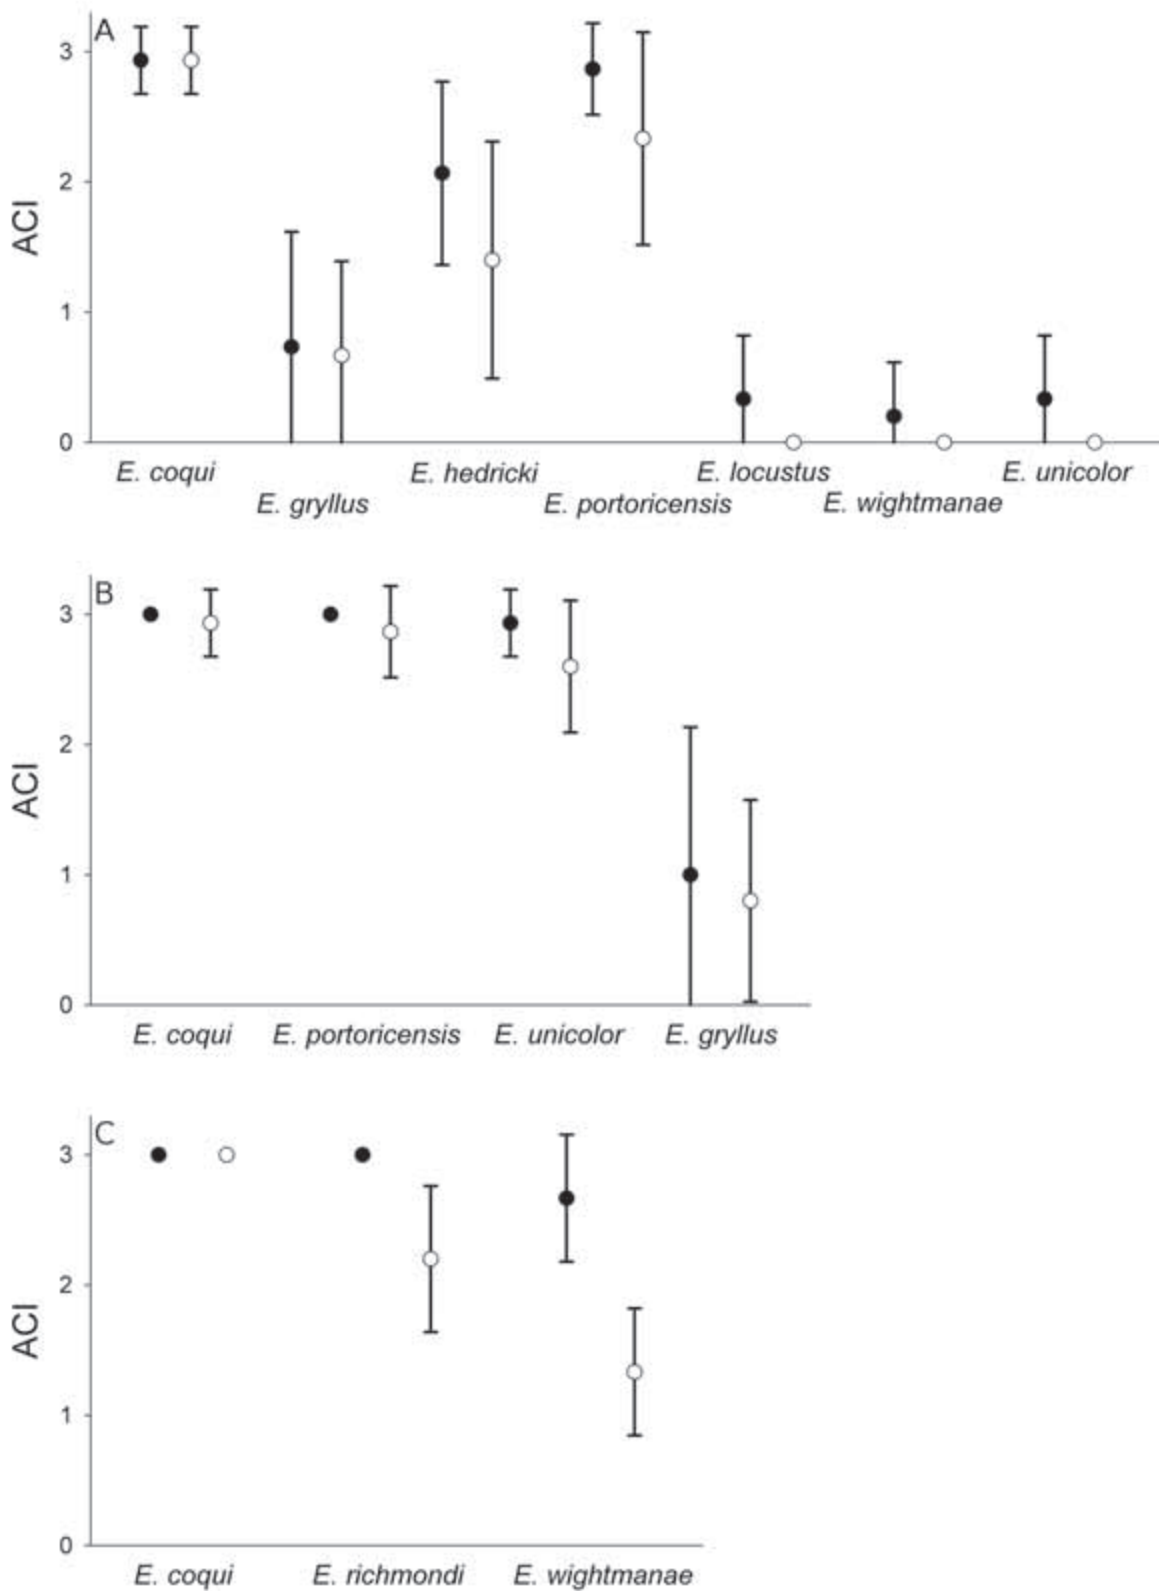 A
3
2
1
0
ACI
E. coqui
E. hedricki
E. locustus
E. unicolor
E. gryllus
E. portoricensis
E. wightmanae
B
3
2
1
0
ACI
E. coqui
E. portoricensis
E. unicolor
E. gryllus
C
3
2
1
0
ACI
E. coqui
E. richmondi
E. wightmanae